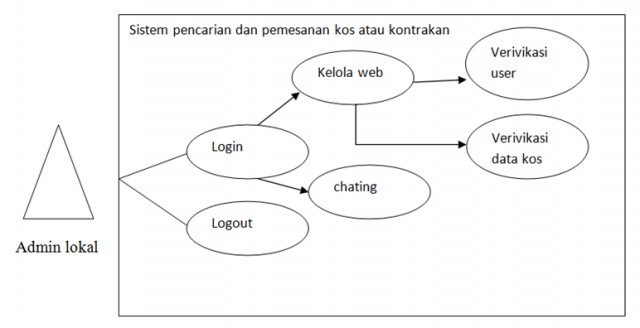 Sistem pencarian dan pemesanan kos atau kontrakan
Verivikasi
user
Kelola web
Login
Verivikasi
data kos
chating
Logout
Admin lokal